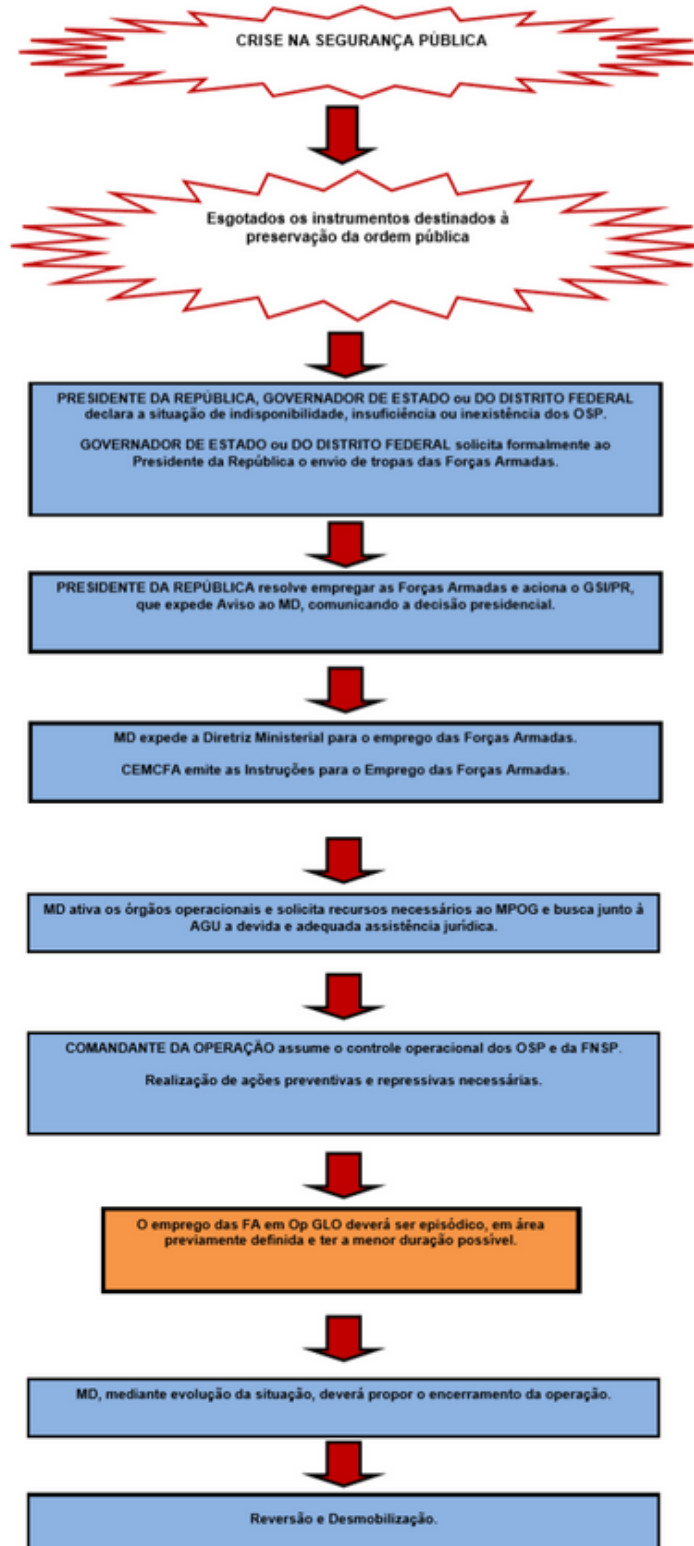 CRISE NA SEGURANÇA PÚBLICA
Esgotados os instrumentos destinados à
preservação da ordem pública
PRESIDENTE DA REPÚBLICA, GOVERNADOR DE ESTADO ou DO DISTRITO FEDERAL
declara a situação de indisponibilidade, insuficiência ou inexistência dos OSP.
GOVERNADOR DE ESTADO ou DO DISTRITO FEDERAL solicita formalmente ao
Presidente da República o envio de tropas das Forças Armadas.
PRESIDENTE DA REPÚBLICA resolve empregar as Forças Armadas e aciona o GSI/PR,
que expede Aviso ao MD, comunicando a decisão presidencial.
MD expede a Diretriz Ministerial para o emprego das Forças Armadas.
CEMCFA emite as Instruções para o Emprego das Forças Armadas.
MD ativa os órgãos operacionais e solicita recursos necessários ao MPOG e busca junto à
AGU a devida e adequada assistência jurídica.
COMANDANTE DA OPERAÇÃO assume o controle operacional dos OSP e da FNSP.
Realização de ações preventivas e repressivas necessárias.
O emprego das FA em Op GLO deverá ser episódico, em área
previamente definida e ter a menor duração possível.
MD, mediante evolução da situação, deverá propor o encerramento da operação.
Reversão e Desmobilização.